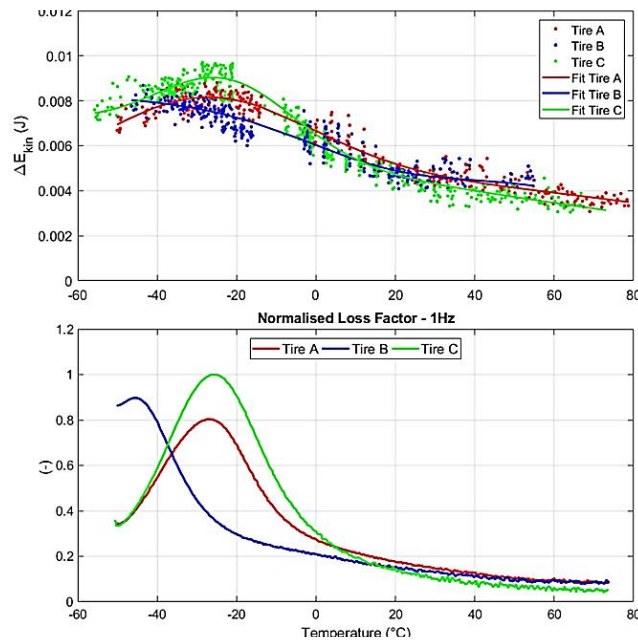 0.012
0.01
0.008
0.006
0.004
0.002
0
ΔE_kin (J)
Tire A
Tire B
Tire C
Fit Tire A
Fit Tire B
Fit Tire C
-60 -40 -20 0 20 40 60 80
Normalised Loss Factor - 1Hz
Tire A Tire B Tire C
1.2
1
0.8
0.6
0.4
0.2
0
(-)
-60 -40 -20 0 20 40 60 80
Temperature (°C)